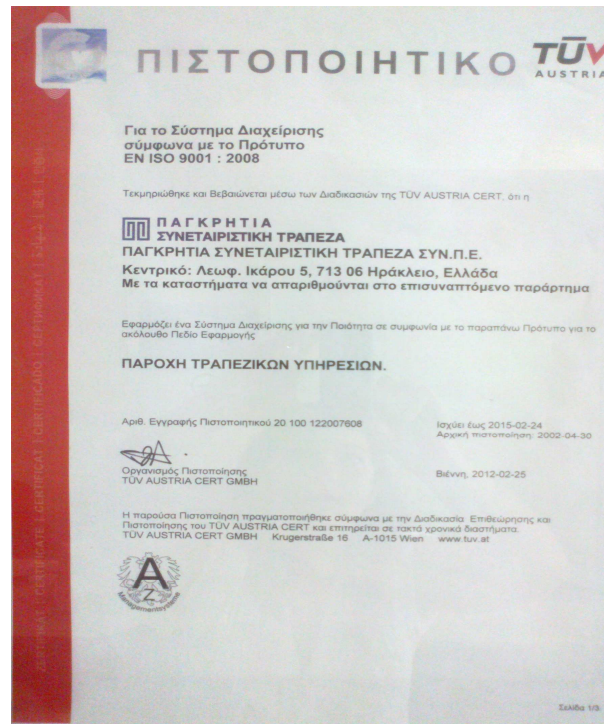 ΠΙΣΤΟΠΟΙΗΤΙΚΟ
TÜV
AUSTRIA
Για το Σύστημα Διαχείρισης
σύμφωνα με το Πρότυπο
EN ISO 9001 : 2008
Τεκμηριώθηκε και Βεβαιώνεται μέσω των Διαδικασιών της TÜV AUSTRIA CERT, ότι η
ΠΑΓΚΡΗΤΙΑ
ΣΥΝΕΤΑΙΡΙΣΤΙΚΗ ΤΡΑΠΕΖΑ
ΠΑΓΚΡΗΤΙΑ ΣΥΝΕΤΑΙΡΙΣΤΙΚΗ ΤΡΑΠΕΖΑ ΣΥΝ.Π.Ε.
Κεντρικό: Λεωφ. Ικάρου 5, 713 06 Ηράκλειο, Ελλάδα
Με τα καταστήματα να απαριθμούνται στο επισυναπτόμενο παράρτημα
Εφαρμόζει ένα Σύστημα Διαχείρισης για την Ποιότητα σε συμφωνία με το παραπάνω Πρότυπο για το
ακόλουθο Πεδίο Εφαρμογής
ΠΑΡΟΧΗ ΤΡΑΠΕΖΙΚΩΝ ΥΠΗΡΕΣΙΩΝ.
Αριθ. Εγγραφής Πιστοποιητικού 20 100 122007608
Ισχύει έως 2015-02-24
Αρχική πιστοποίηση: 2002-04-30
Οργανισμός Πιστοποίησης
TÜV AUSTRIA CERT GMBH
Βιέννη, 2012-02-25
Η παρούσα Πιστοποίηση πραγματοποιήθηκε σύμφωνα με την Διαδικασία Επιθεώρησης και
Πιστοποίησης του TÜV AUSTRIA CERT και επιτηρείται σε τακτά χρονικά διαστήματα.
TÜV AUSTRIA CERT GMBH Krugerstraße 16 A-1015 Wien www.tuv.at
A
Z
Managementsysteme
Σελίδα 1/3
ZERTIFIKAT | CERTIFICATE | CERTIFICAT | CERTIFICADO | СЕРТИФИКАТ